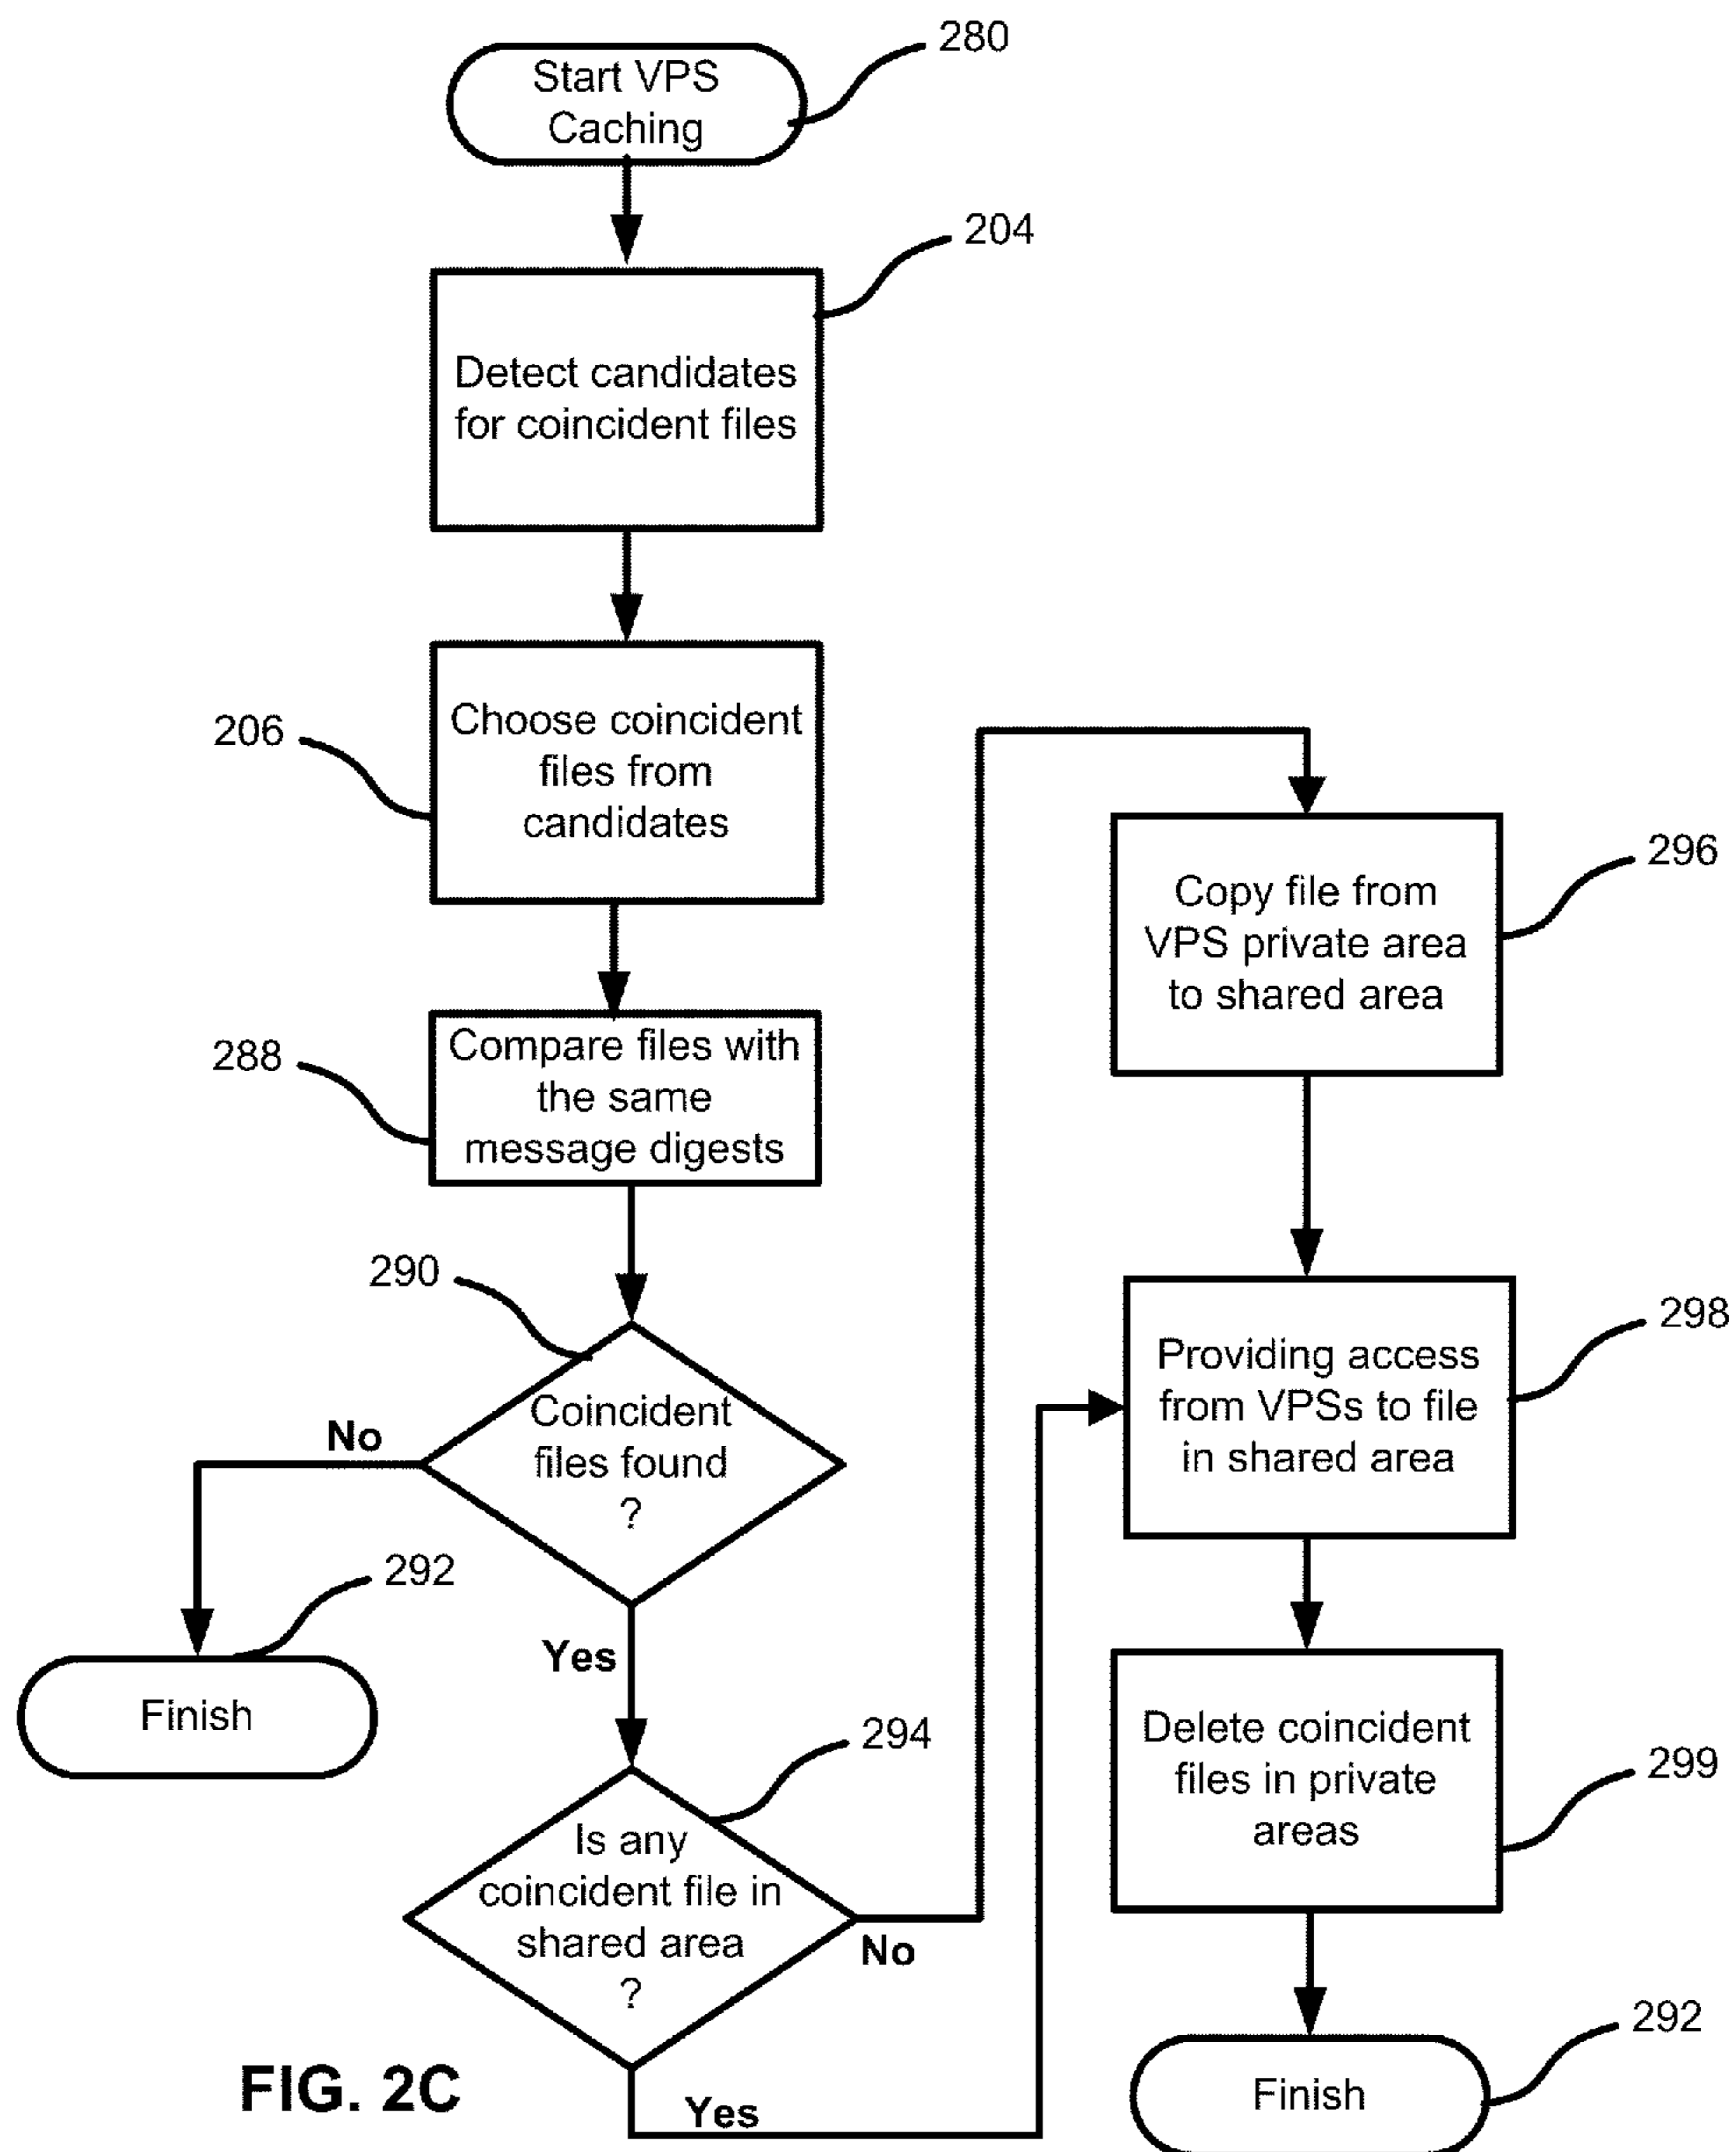 280
Start VPS
Caching
204
Detect candidates
for coincident files
206
Choose coincident
files from
candidates
288
Compare files with
the same
message digests
290
Coincident
files found
?
No
292
Finish
Yes
294
Is any
coincident file in
shared area
?
No
Yes
296
Copy file from
VPS private area
to shared area
298
Providing access
from VPSs to file
in shared area
299
Delete coincident
files in private
areas
292
Finish
FIG. 2C